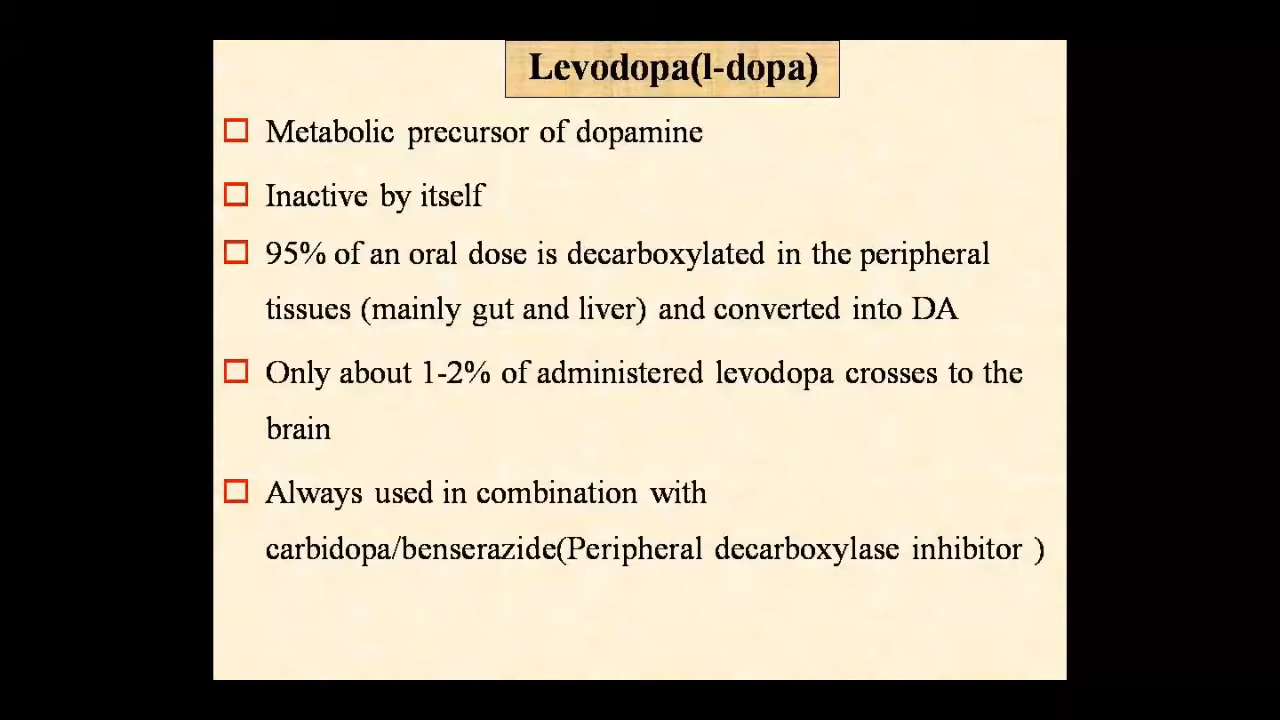 Levodopa(l-dopa)
Metabolic precursor of dopamine
Inactive by itself
95% of an oral dose is decarboxylated in the peripheral
tissues (mainly gut and liver) and converted into DA
Only about 1-2% of administered levodopa crosses to the
brain
Always used in combination with
carbidopa/benserazide(Peripheral decarboxylase inhibitor )